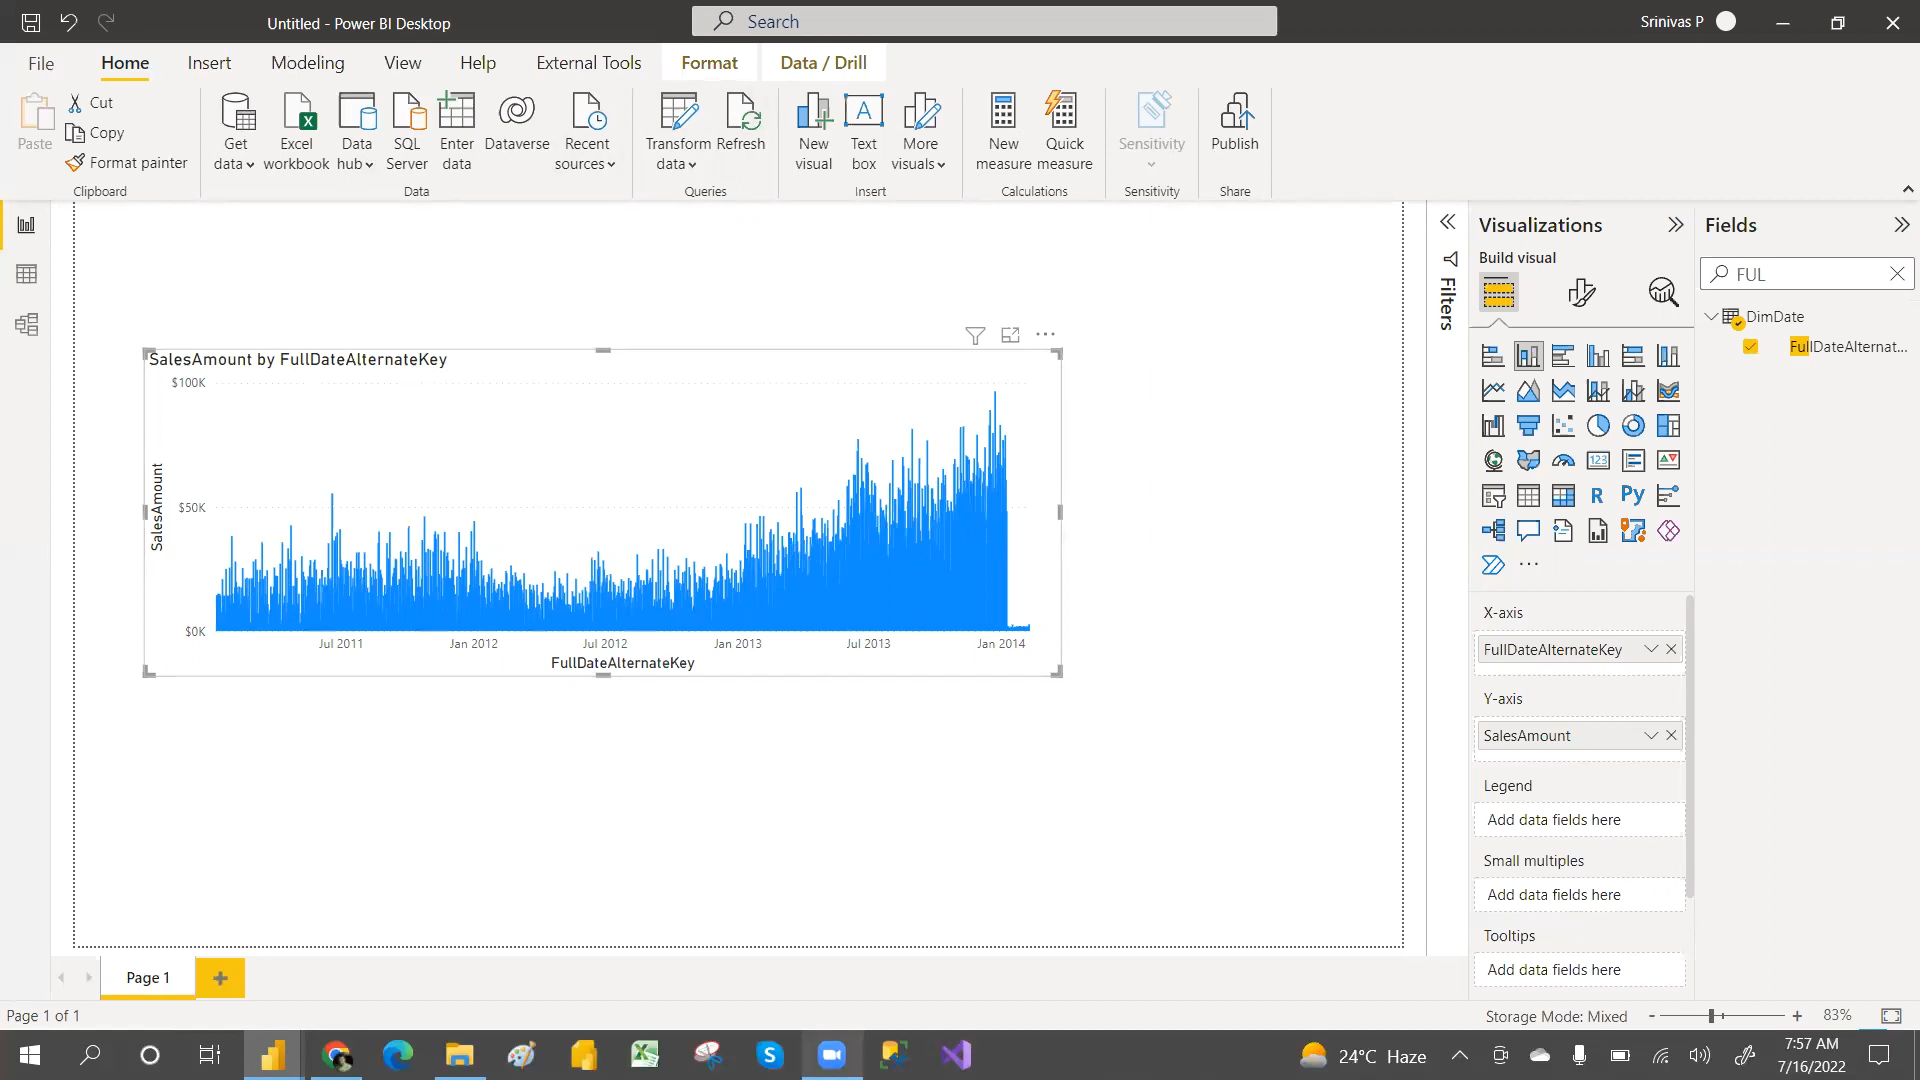 Untitled - Power BI Desktop
Search
Srinivas P
File
Home
Insert
Modeling
View
Help
External Tools
Format
Data / Drill
Paste
Cut
Copy
Format painter
Clipboard
Get data
Excel workbook
Data hub
SQL Server
Enter data
Dataverse
Recent sources
Data
Transform data
Refresh
Queries
New visual
Text box
More visuals
Insert
New measure
Quick measure
Calculations
Sensitivity
Sensitivity
Publish
Share
SalesAmount by FullDateAlternateKey
$100K
$50K
$0K
SalesAmount
Jul 2011
Jan 2012
Jul 2012
Jan 2013
Jul 2013
Jan 2014
FullDateAlternateKey
Filters
Visualizations
Build visual
123
R
Py
X-axis
FullDateAlternateKey
Y-axis
SalesAmount
Legend
Add data fields here
Small multiples
Add data fields here
Tooltips
Add data fields here
Fields
FUL
DimDate
FullDateAlternat...
Page 1
Page 1 of 1
Storage Mode: Mixed
83%
24°C Haze
7:57 AM
7/16/2022